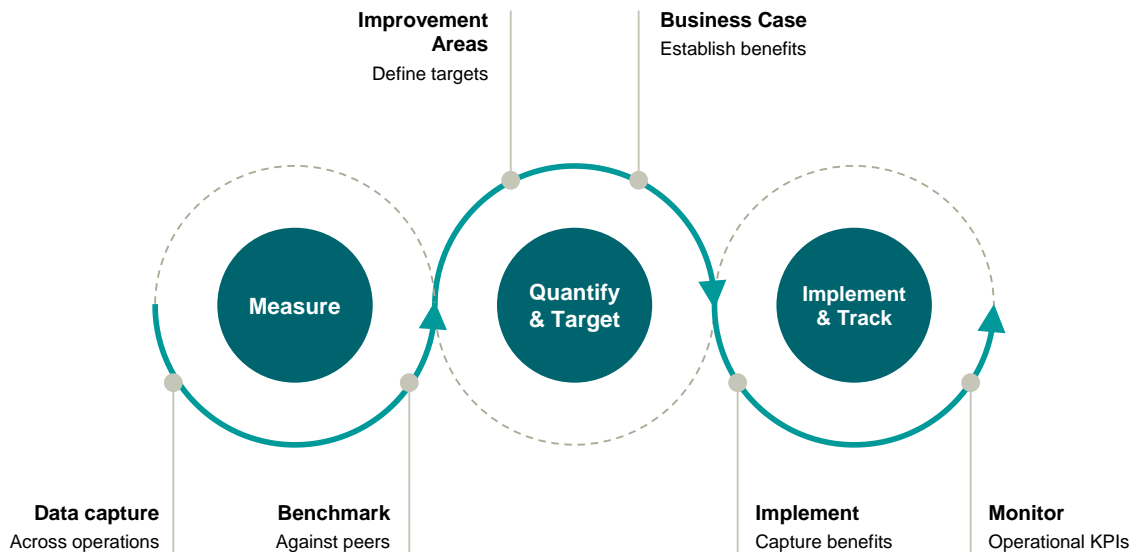 Improvement
Areas
Define targets
Business Case
Establish benefits
Measure
Quantify
& Target
Implement
& Track
Data capture
Across operations
Benchmark
Against peers
Implement
Capture benefits
Monitor
Operational KPIs